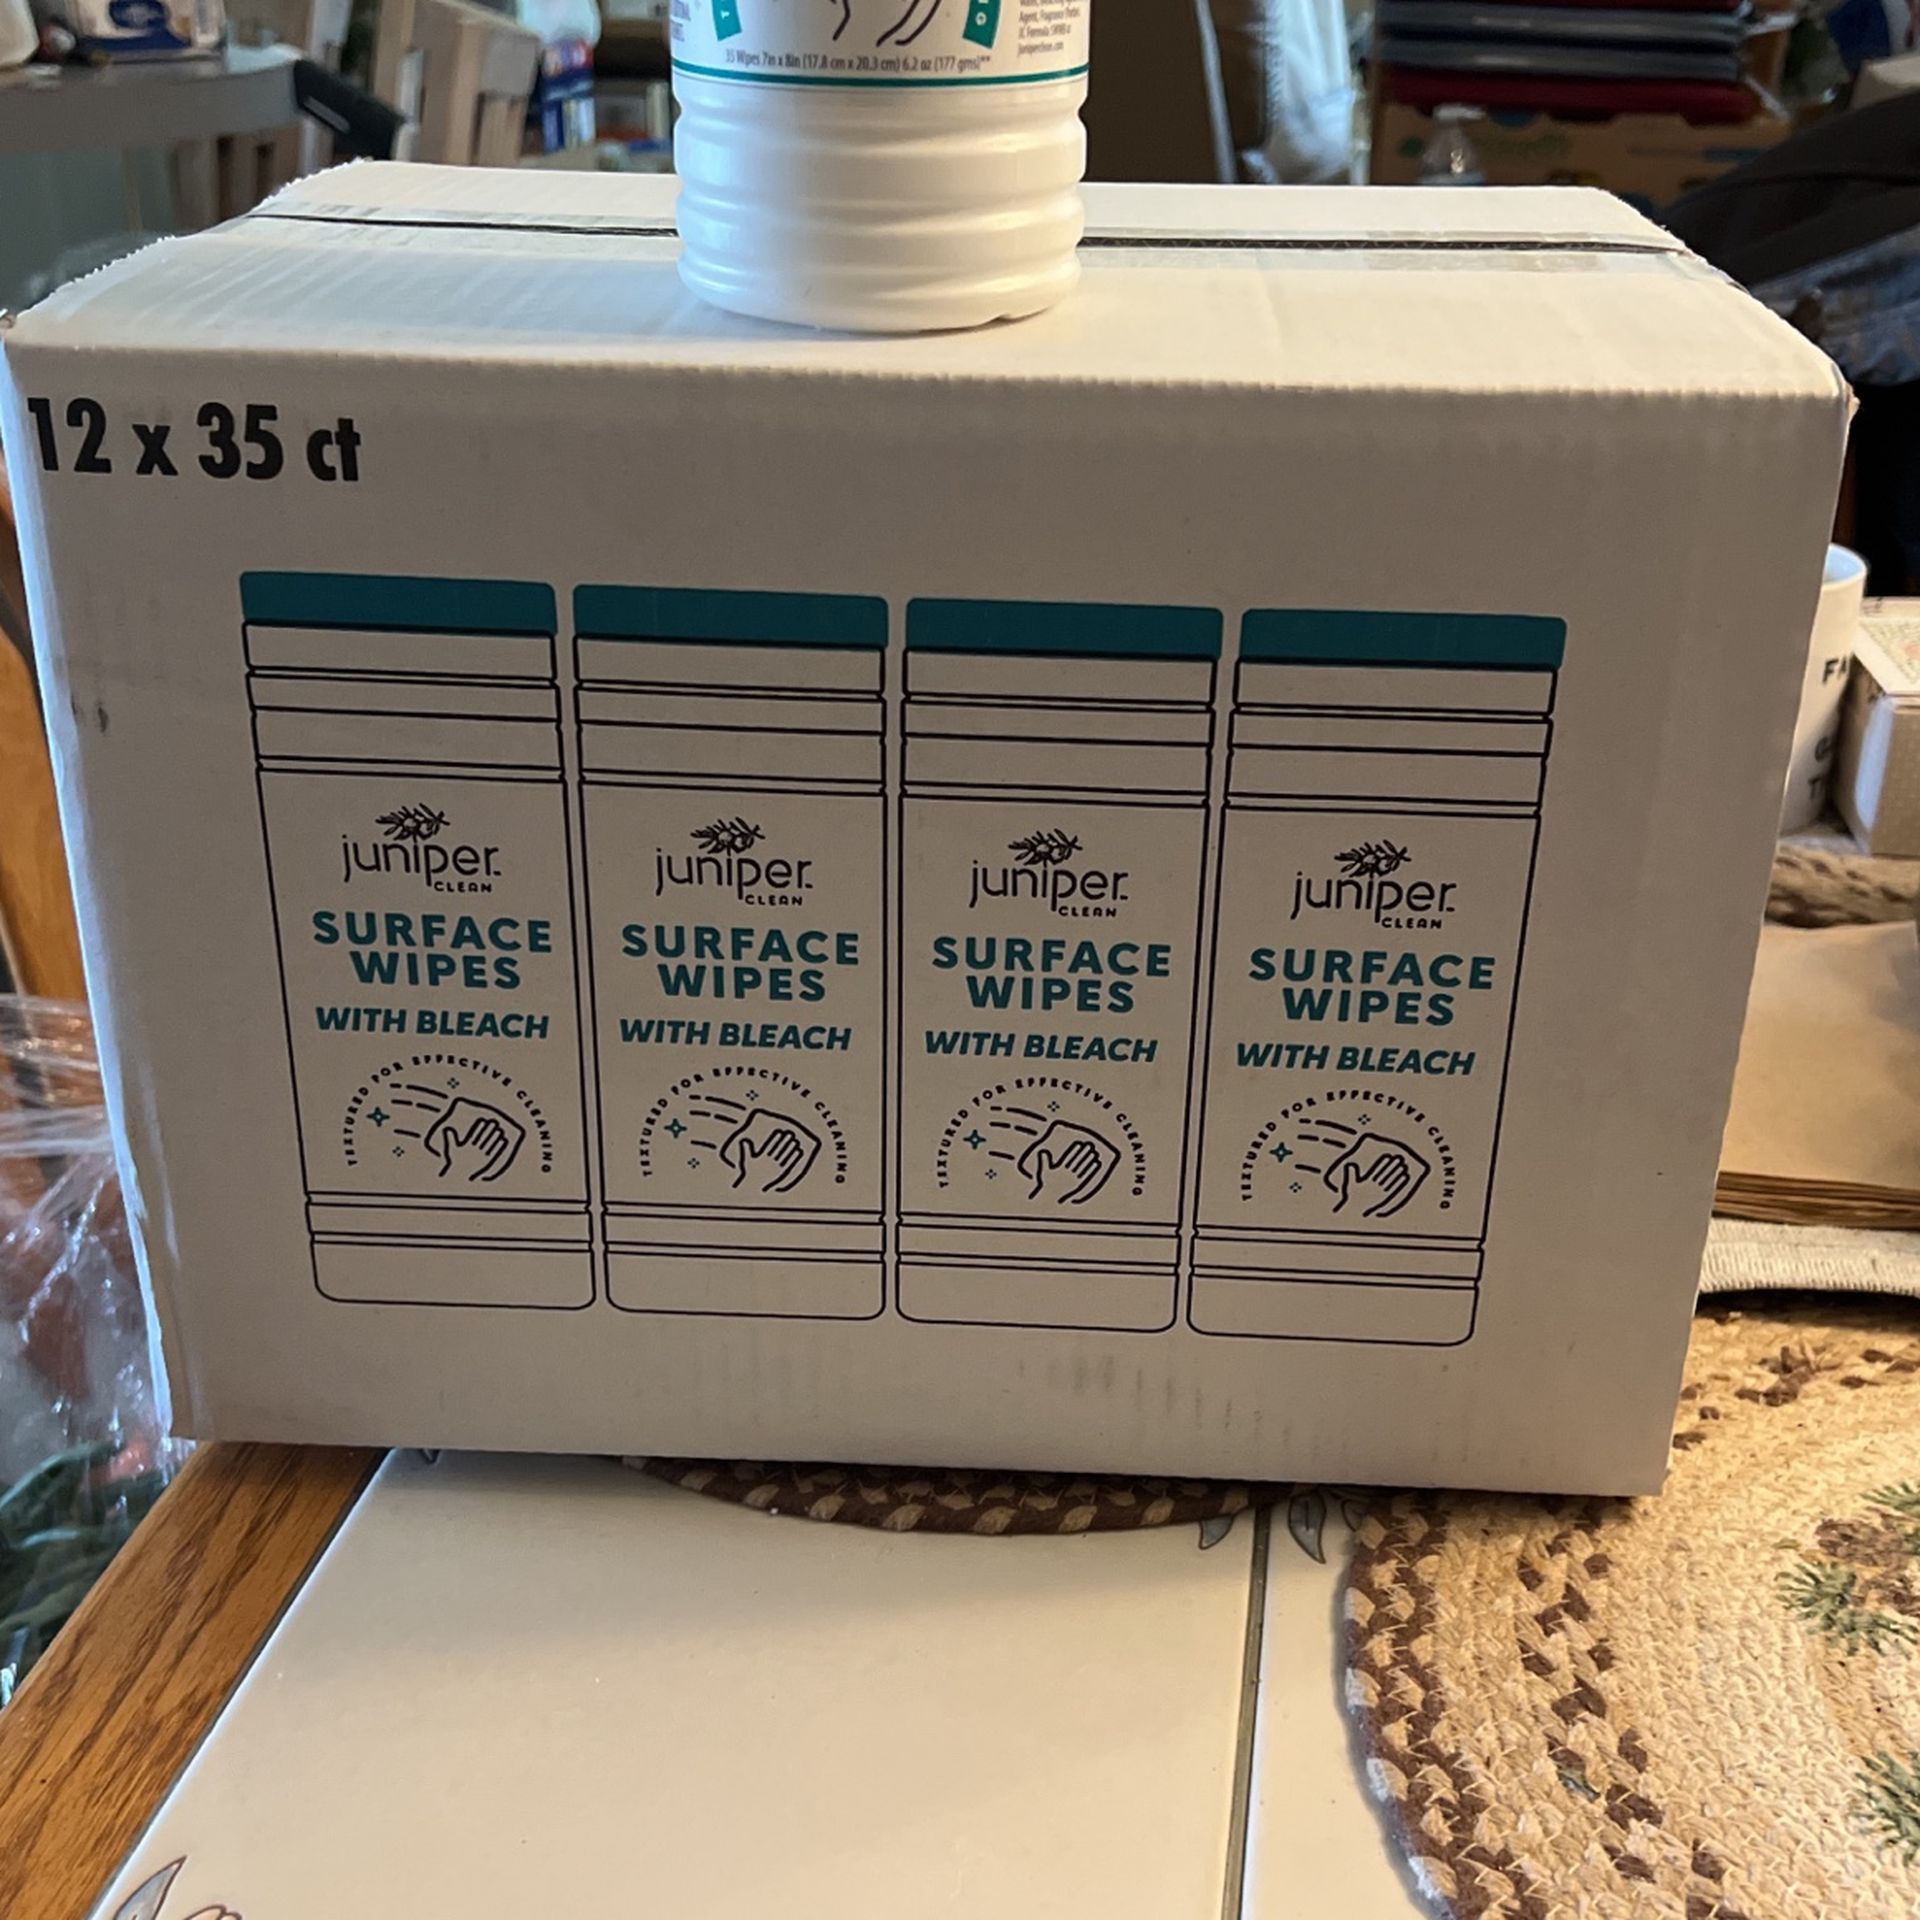 35 Wipes 7in x 8in (17.8 cm x 20.3 cm) 6.2 oz (177 gms)**
12 x 35 ct
juniper
CLEAN
SURFACE
WIPES
WITH BLEACH
TEXTURED FOR EFFECTIVE CLEANING
juniper
CLEAN
SURFACE
WIPES
WITH BLEACH
TEXTURED FOR EFFECTIVE CLEANING
juniper
CLEAN
SURFACE
WIPES
WITH BLEACH
TEXTURED FOR EFFECTIVE CLEANING
juniper
CLEAN
SURFACE
WIPES
WITH BLEACH
TEXTURED FOR EFFECTIVE CLEANING